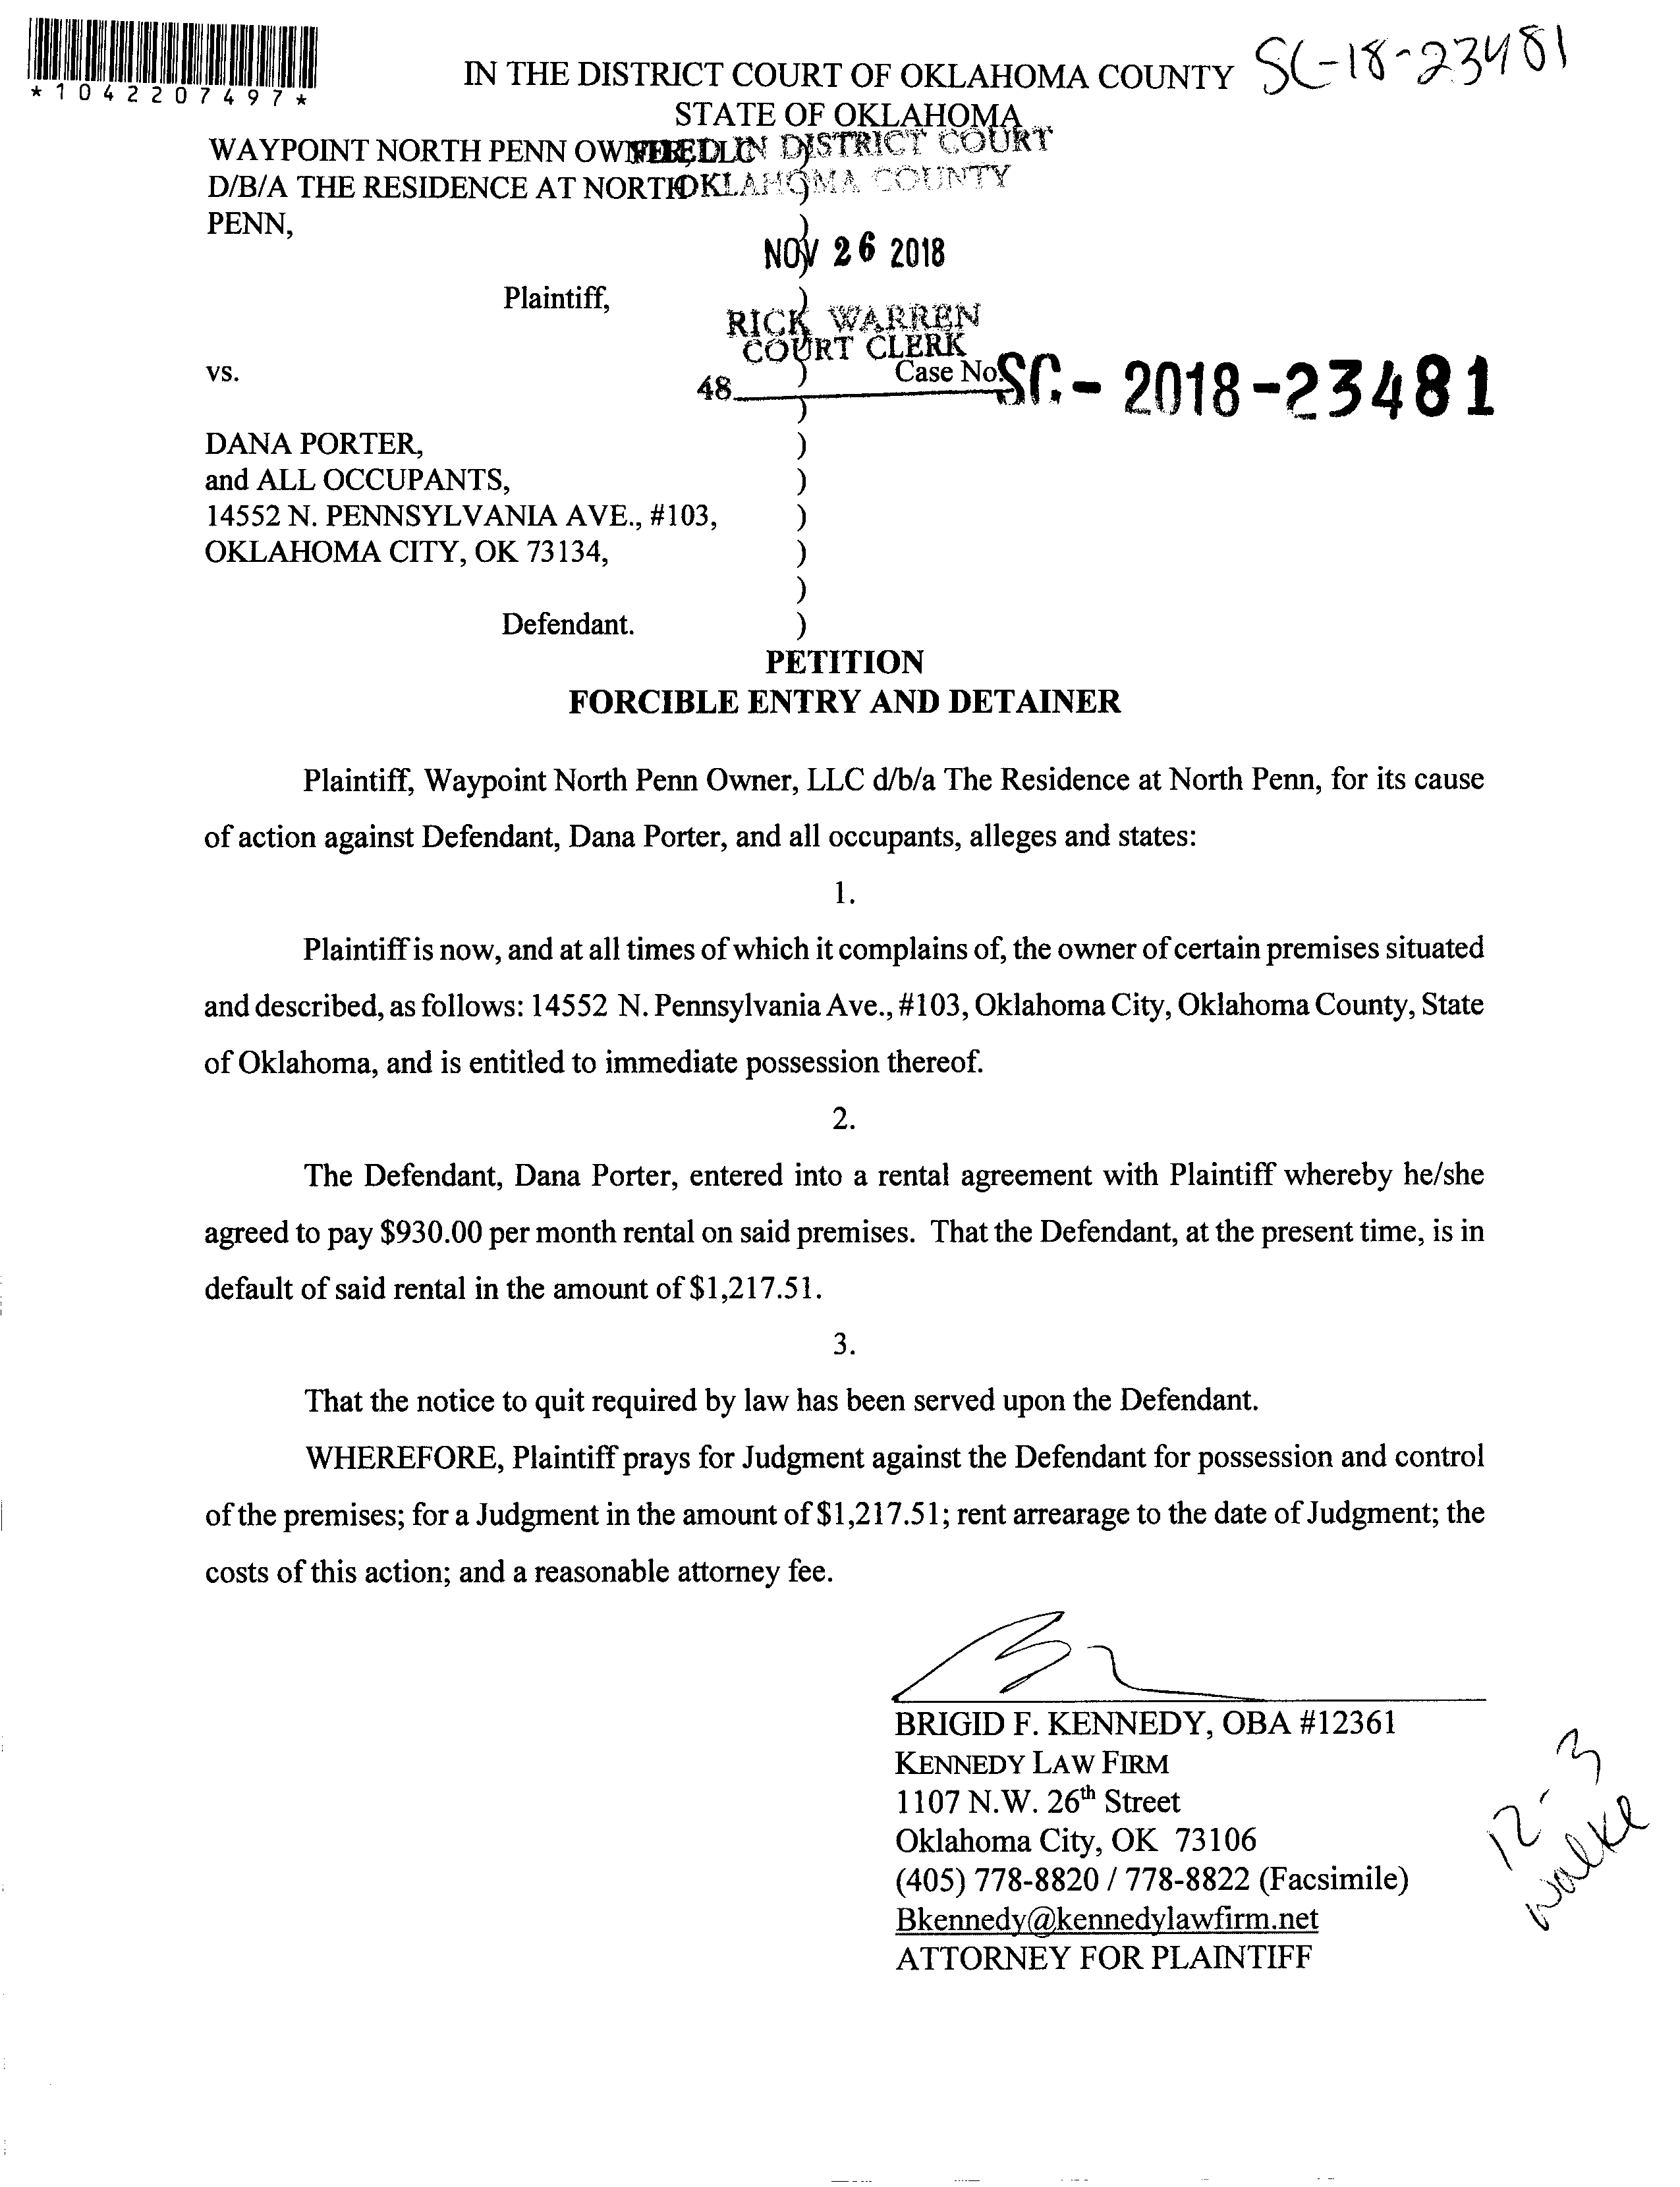 *1042207497*
SC-18-23481
IN THE DISTRICT COURT OF OKLAHOMA COUNTY
STATE OF OKLAHOMA
WAYPOINT NORTH PENN OWNER, LLC
FILED IN DISTRICT COURT
D/B/A THE RESIDENCE AT NORTH
OKLAHOMA COUNTY
PENN,
)
)
)
NOV 26 2018
Plaintiff,
)
RICK WARREN
COURT CLERK
)
vs.
)
Case No.
SC - 2018 - 23481
48
)
DANA PORTER,
)
and ALL OCCUPANTS,
)
14552 N. PENNSYLVANIA AVE., #103,
)
OKLAHOMA CITY, OK 73134,
)
)
Defendant.
)
PETITION
FORCIBLE ENTRY AND DETAINER
Plaintiff, Waypoint North Penn Owner, LLC d/b/a The Residence at North Penn, for its cause
of action against Defendant, Dana Porter, and all occupants, alleges and states:
1.
Plaintiff is now, and at all times of which it complains of, the owner of certain premises situated
and described, as follows: 14552 N. Pennsylvania Ave., #103, Oklahoma City, Oklahoma County, State
of Oklahoma, and is entitled to immediate possession thereof.
2.
The Defendant, Dana Porter, entered into a rental agreement with Plaintiff whereby he/she
agreed to pay $930.00 per month rental on said premises. That the Defendant, at the present time, is in
default of said rental in the amount of $1,217.51.
3.
That the notice to quit required by law has been served upon the Defendant.
WHEREFORE, Plaintiff prays for Judgment against the Defendant for possession and control
of the premises; for a Judgment in the amount of $1,217.51; rent arrearage to the date of Judgment; the
costs of this action; and a reasonable attorney fee.
BRIGID F. KENNEDY, OBA #12361
KENNEDY LAW FIRM
1107 N.W. 26th Street
Oklahoma City, OK 73106
(405) 778-8820 / 778-8822 (Facsimile)
Bkennedy@kennedylawfirm.net
ATTORNEY FOR PLAINTIFF
12-3
Walke